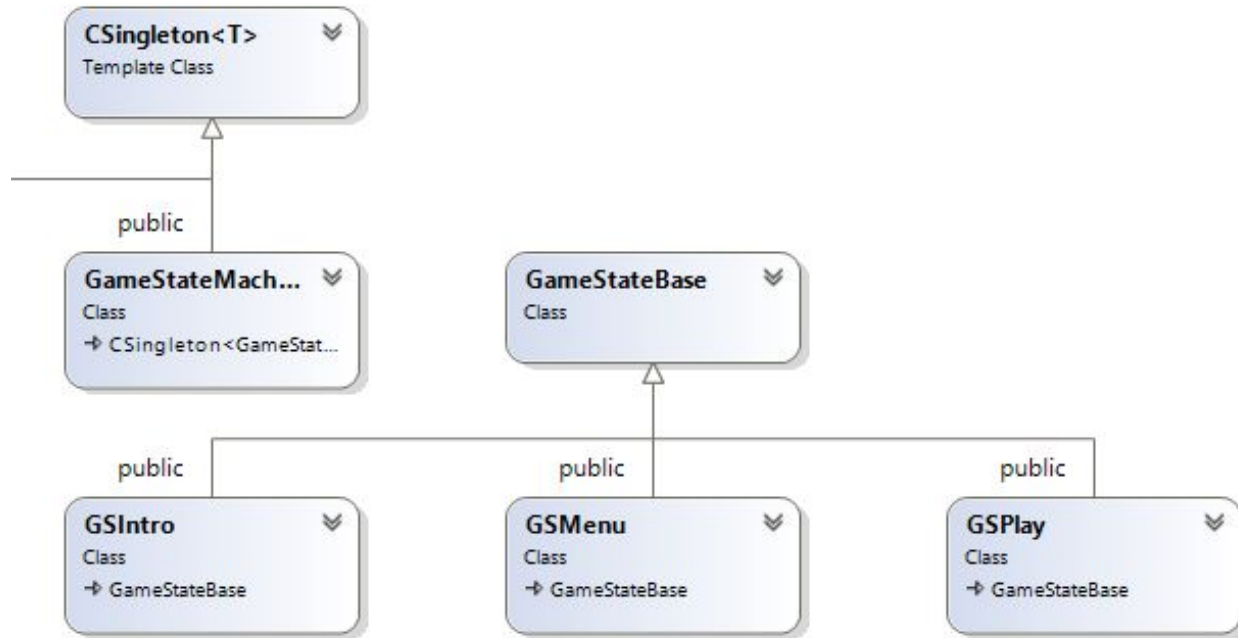 CSingleton<T>
Template Class
public
GameStateMach...
Class
CSingleton<GameStat...
GameStateBase
Class
public
public
public
GSIntro
Class
GameStateBase
GSMenu
Class
GameStateBase
GSPlay
Class
GameStateBase